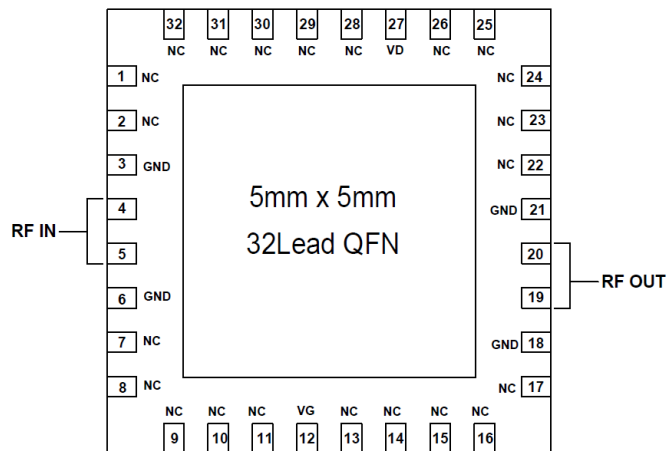 32 31 30 29 28 27 26 25
NC NC NC NC NC VD NC NC
1 NC NC 24
2 NC NC 23
3 GND NC 22
4 GND 21
RF IN
5mm x 5mm
32Lead QFN
5 20
RF OUT
6 GND 19
7 NC GND 18
8 NC NC 17
NC NC NC VG NC NC NC NC
9 10 11 12 13 14 15 16